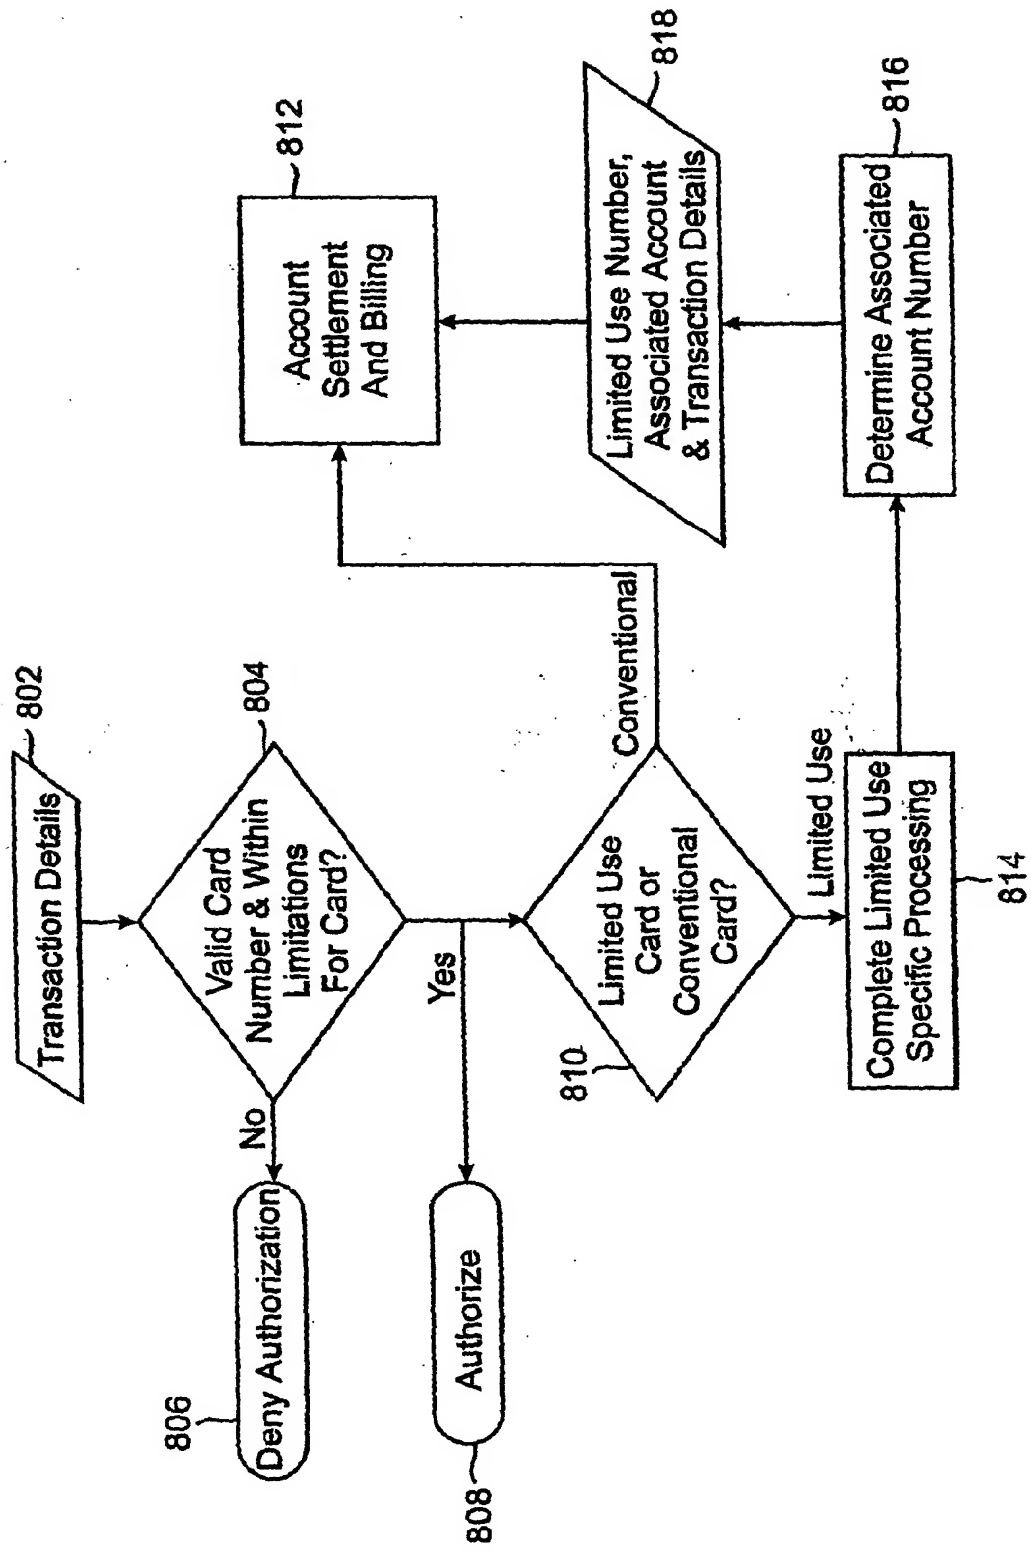 802
Transaction Details
804
Valid Card
Number & Within
Limitations
For Card?
No
806
Deny Authorization
Yes
808
Authorize
810
Limited Use
Card or
Conventional
Card?
Conventional
812
Account
Settlement
And Billing
Limited Use
Complete Limited Use
Specific Processing
814
Determine Associated
Account Number
816
Limited Use Number,
Associated Account
& Transaction Details
818